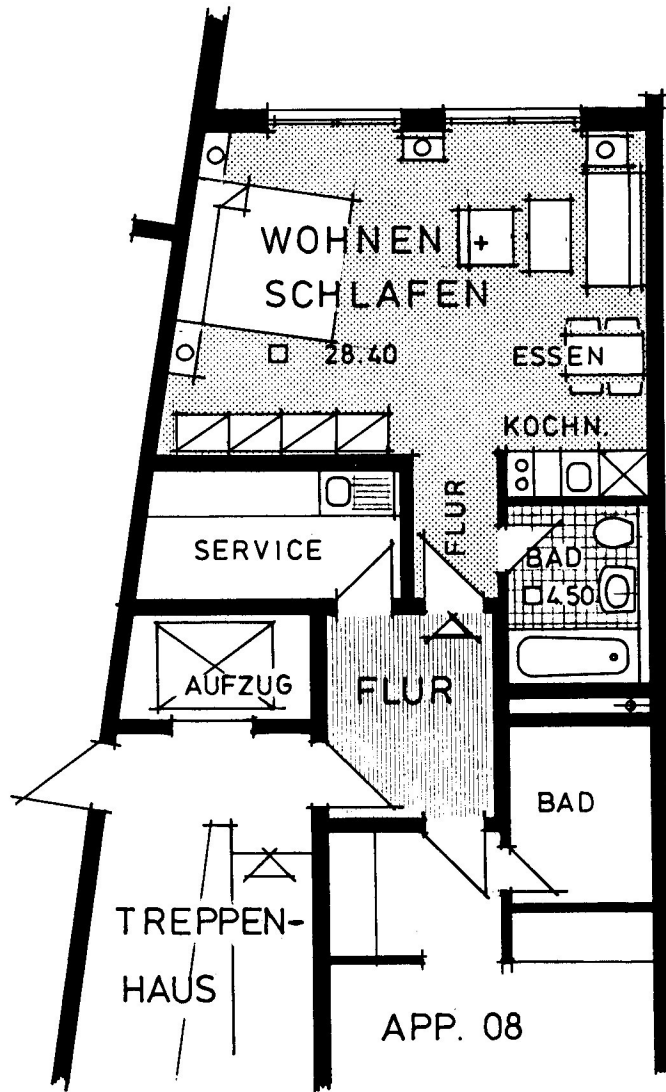 WOHNEN
SCHLAFEN
28.40
ESSEN
KOCHN.
FLUR
SERVICE
BAD
4.50
AUFZUG
FLUR
BAD
TREPPEN-
HAUS
APP. 08